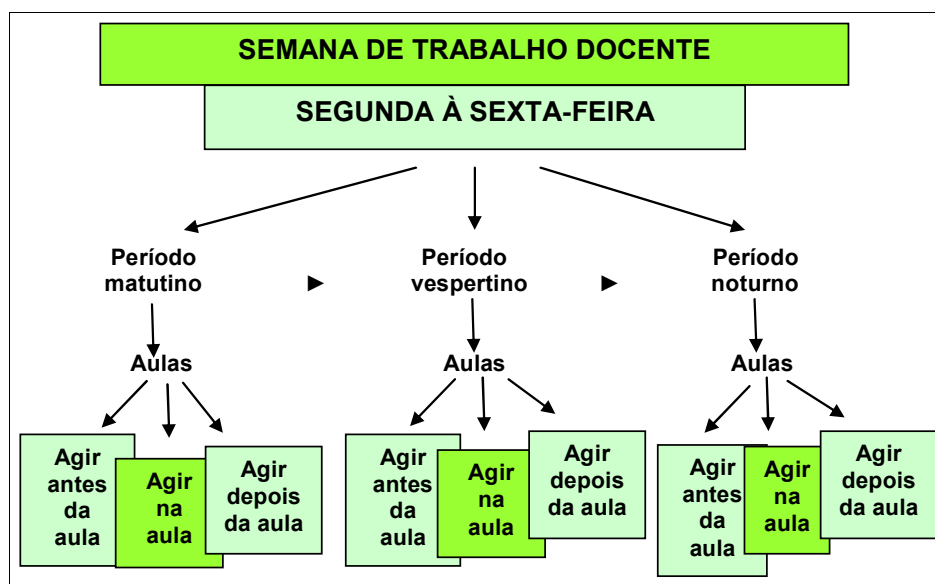 SEMANA DE TRABALHO DOCENTE
SEGUNDA À SEXTA-FEIRA
Período
matutino
►
Período
vespertino
►
Período
noturno
Aulas
Aulas
Aulas
Agir
antes
da
aula
Agir
na
aula
Agir
depois
da aula
Agir
antes
da
aula
Agir
na
aula
Agir
depois
da aula
Agir
antes
da
aula
Agir
na
aula
Agir
depois
da aula